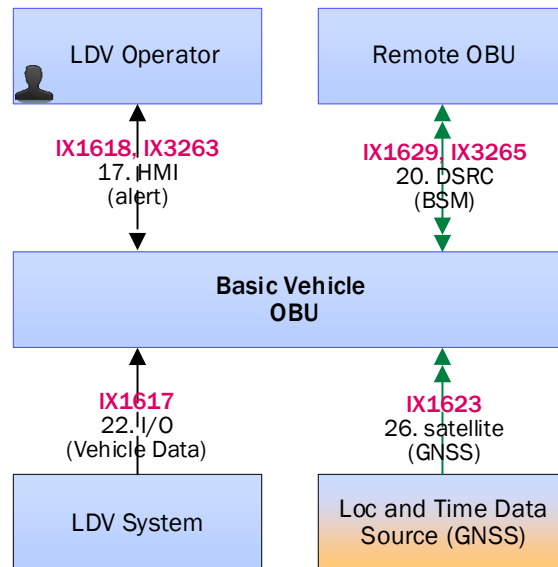 LDV Operator
Remote OBU
IX1618, IX3263
17. HMI
(alert)
IX1629, IX3265
20. DSRC
(BSM)
Basic Vehicle
OBU
IX1617
22. I/O
(Vehicle Data)
IX1623
26. satellite
(GNSS)
LDV System
Loc and Time Data
Source (GNSS)